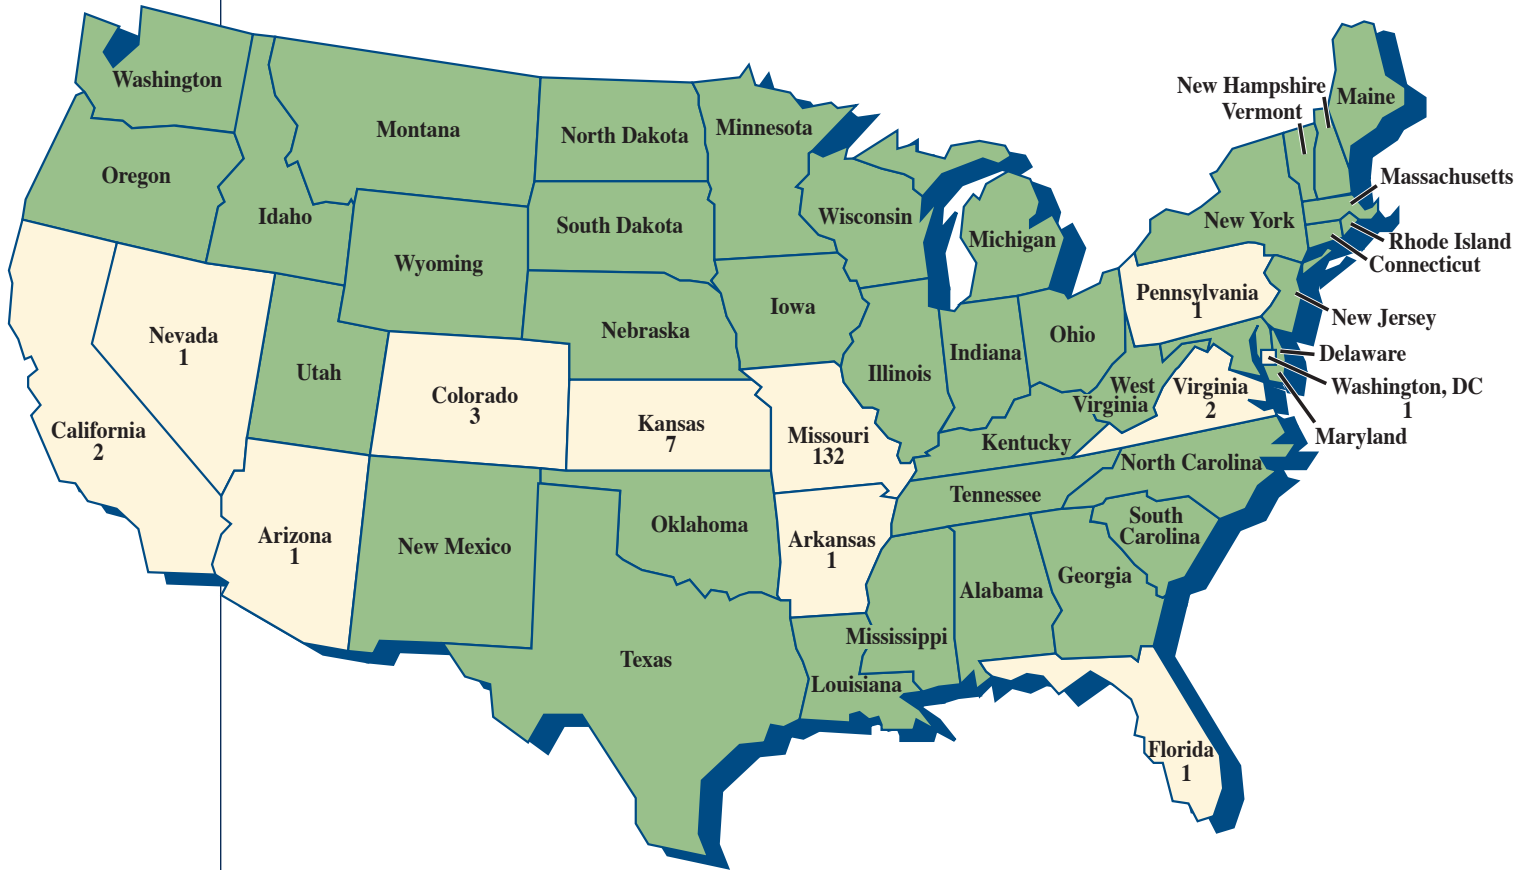 Washington
Oregon
Idaho
Montana
North Dakota
Minnesota
South Dakota
Wyoming
Wisconsin
Michigan
New Hampshire
Vermont
Maine
Massachusetts
New York
Rhode Island
Connecticut
Pennsylvania
1
New Jersey
Delaware
Washington, DC
1
Maryland
Nevada
1
California
2
Utah
Colorado
3
Nebraska
Iowa
Kansas
7
Missouri
132
Illinois
Indiana
Ohio
West
Virginia
Virginia
2
Kentucky
North Carolina
Tennessee
South
Carolina
Arizona
1
New Mexico
Oklahoma
Arkansas
1
Texas
Louisiana
Mississippi
Alabama
Georgia
Florida
1